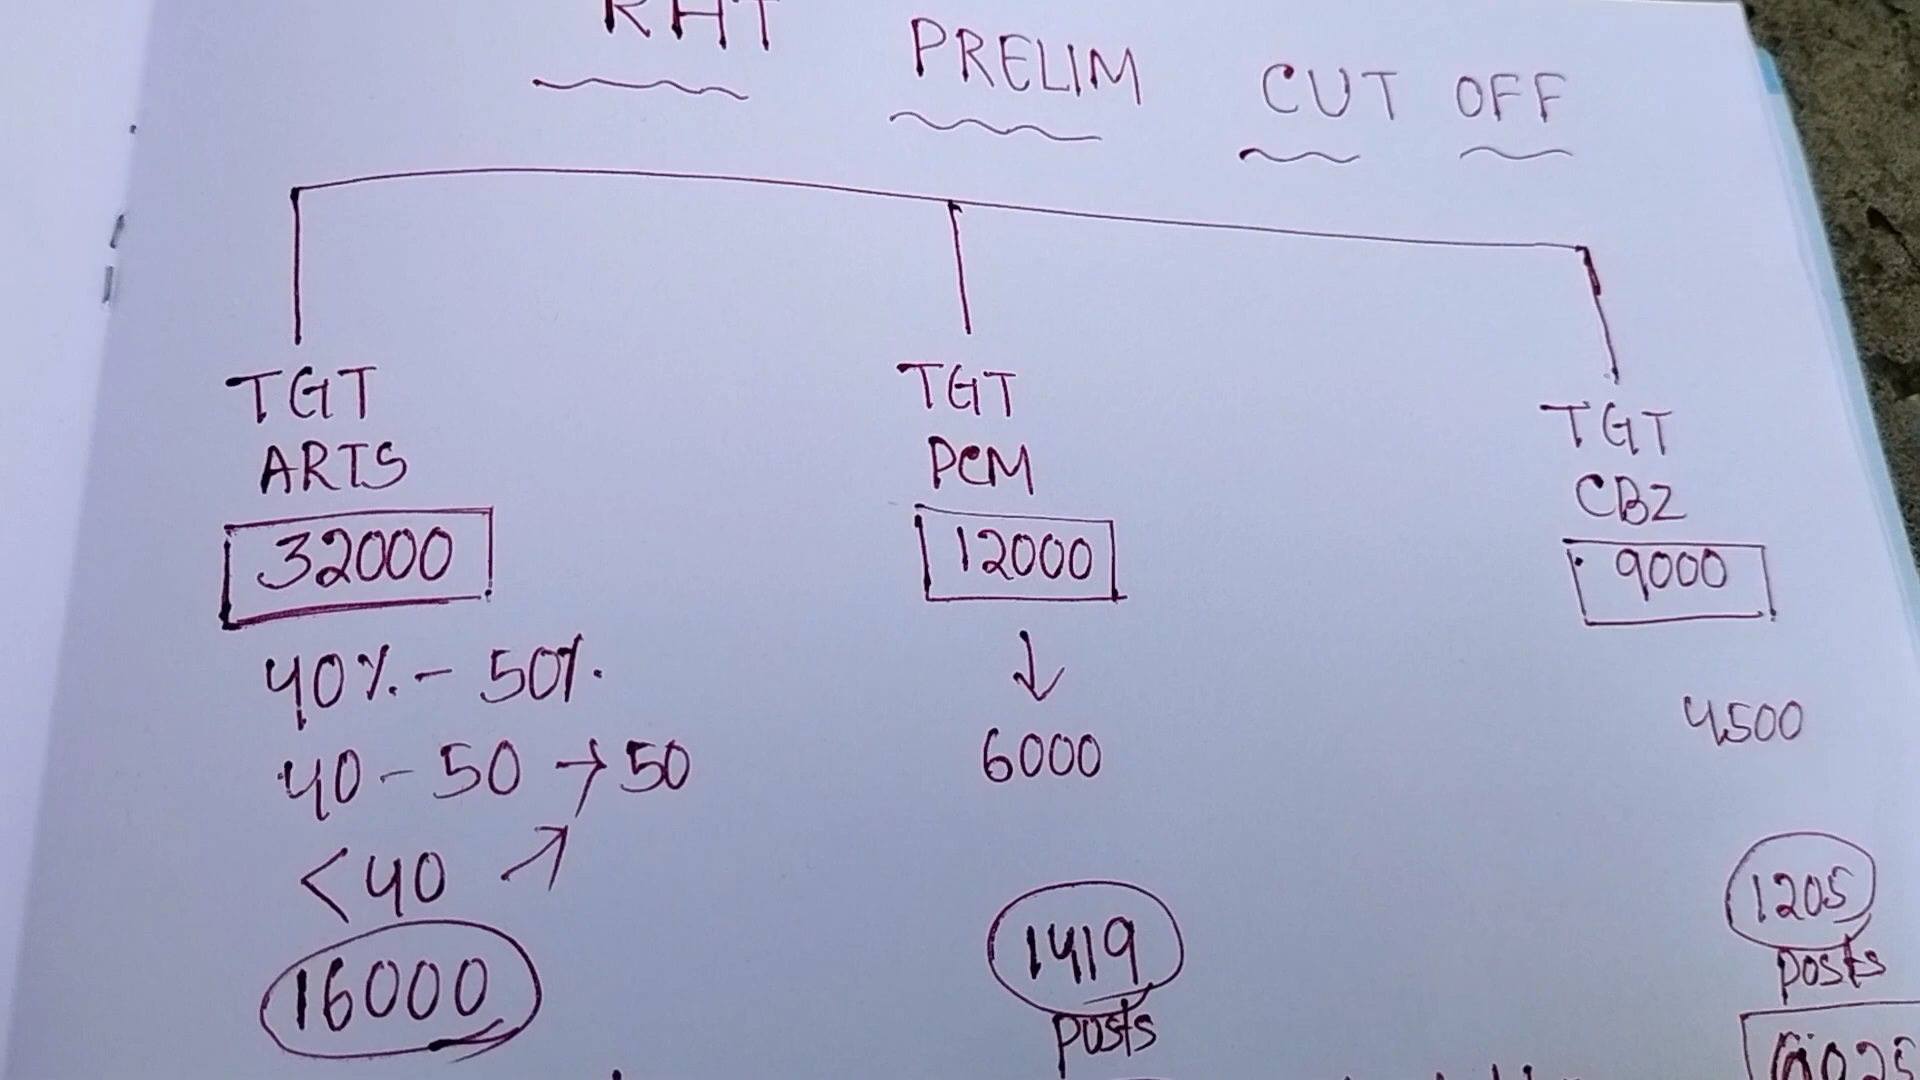 RHT PRELIM CUT OFF
TGT
ARTS
32000
40% - 50%
40 - 50 → 50
< 40 ↗
16000
TGT
PCM
12000
↓
6000
1419
posts
TGT
CBZ
9000
4500
1205
posts